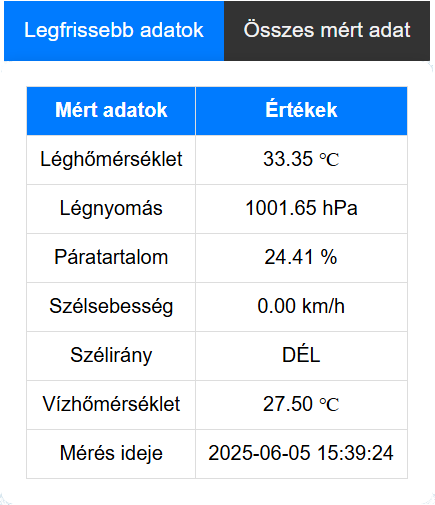 Legfrissebb adatok Összes mért adat
Mért adatok Értékek
Léghőmérséklet 33.35 ℃
Légnyomás 1001.65 hPa
Páratartalom 24.41 %
Szélsebesség 0.00 km/h
Szélirány DÉL
Vízhőmérséklet 27.50 ℃
Mérés ideje 2025-06-05 15:39:24